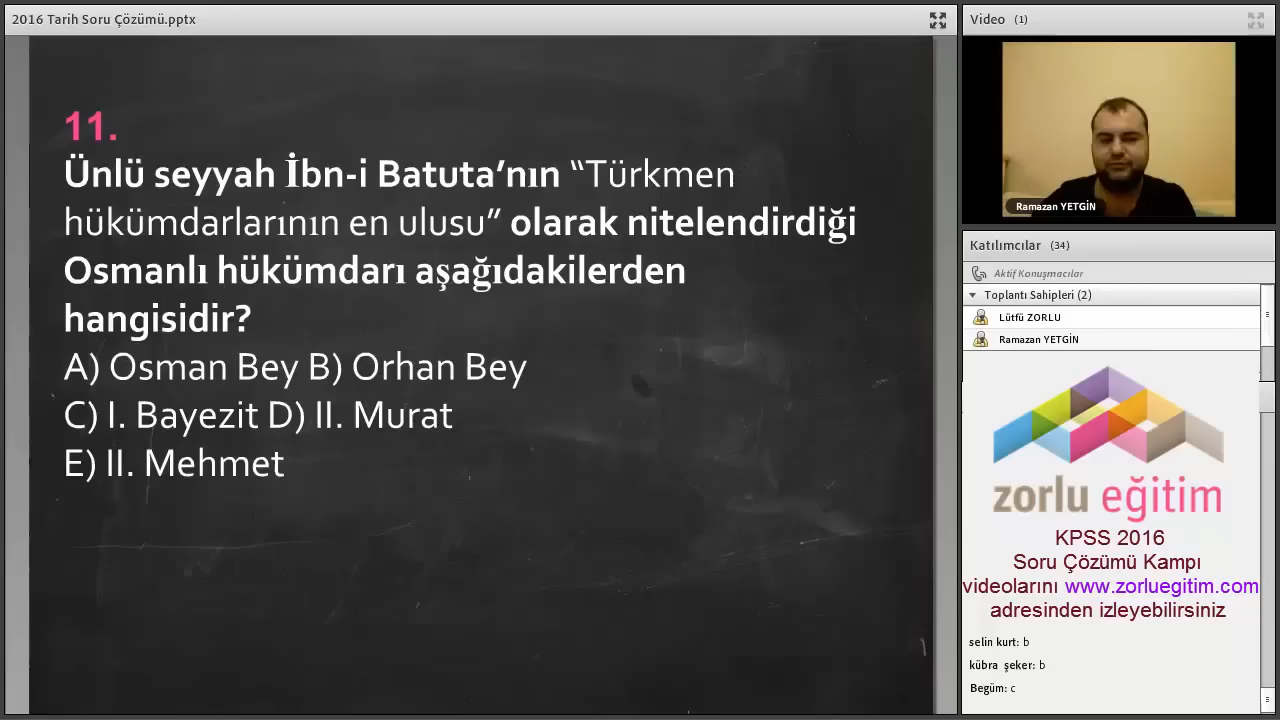 2016 Tarih Soru Çözümü.pptx
11.
Ünlü seyyah İbn-i Batuta’nın “Türkmen
hükümdarlarının en ulusu” olarak nitelendirdiği
Osmanlı hükümdarı aşağıdakilerden
hangisidir?
A) Osman Bey B) Orhan Bey
C) I. Bayezit D) II. Murat
E) II. Mehmet
Video (1)
Ramazan YETGİN
Katılımcılar (34)
Aktif Konuşmacılar
Toplantı Sahipleri (2)
Lütfü ZORLU
Ramazan YETGİN
zorlu eğitim
KPSS 2016
Soru Çözümü Kampı
videolarını www.zorluegitim.com
adresinden izleyebilirsiniz
selin kurt: b
kübra şeker: b
Begüm: c